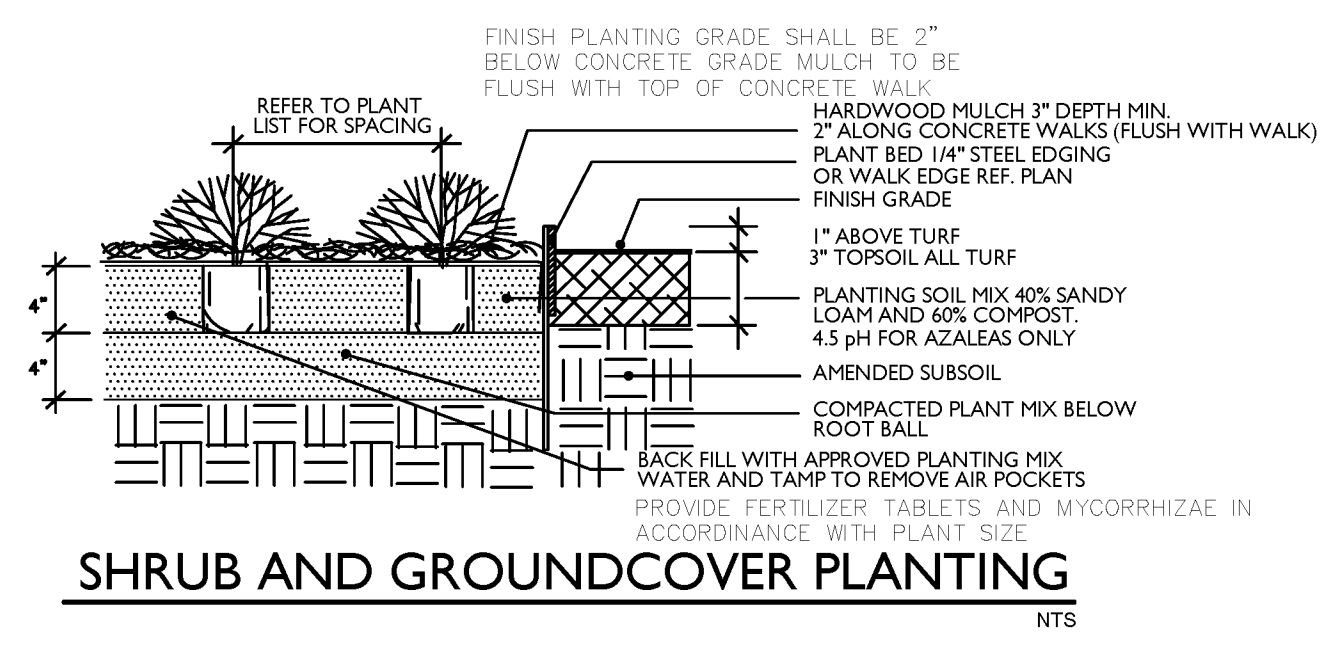 FINISH PLANTING GRADE SHALL BE 2"
BELOW CONCRETE GRADE MULCH TO BE
FLUSH WITH TOP OF CONCRETE WALK
REFER TO PLANT
LIST FOR SPACING
HARDWOOD MULCH 3" DEPTH MIN.
2" ALONG CONCRETE WALKS (FLUSH WITH WALK)
PLANT BED 1/4" STEEL EDGING
OR WALK EDGE REF. PLAN
FINISH GRADE
1" ABOVE TURF
3" TOPSOIL ALL TURF
4"
PLANTING SOIL MIX 40% SANDY
LOAM AND 60% COMPOST.
4.5 pH FOR AZALEAS ONLY
4"
AMENDED SUBSOIL
COMPACTED PLANT MIX BELOW
ROOT BALL
BACK FILL WITH APPROVED PLANTING MIX
WATER AND TAMP TO REMOVE AIR POCKETS
PROVIDE FERTILIZER TABLETS AND MYCORRHIZAE IN
ACCORDINANCE WITH PLANT SIZE
SHRUB AND GROUNDCOVER PLANTING
NTS